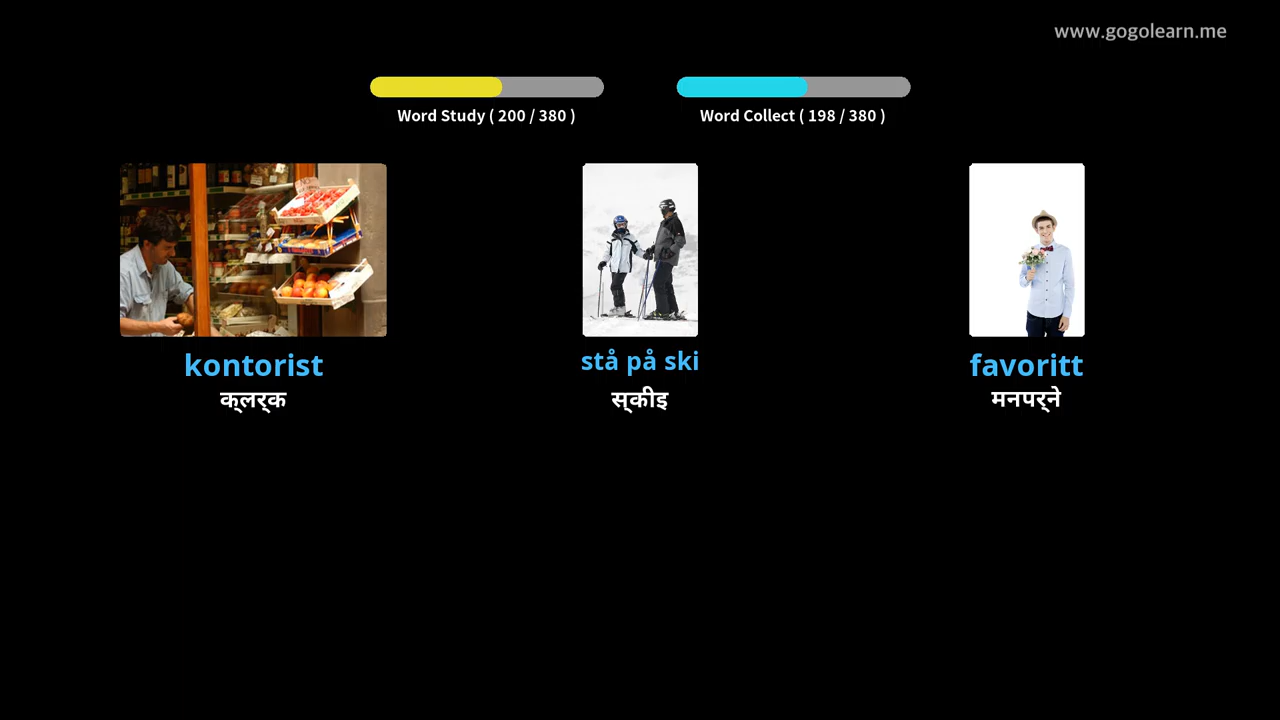 www.gogolearn.me
Word Study ( 200 / 380 )
Word Collect ( 198 / 380 )
kontorist
stå på ski
favoritt
क्लर्क
स्कीइ
मनपर्ने